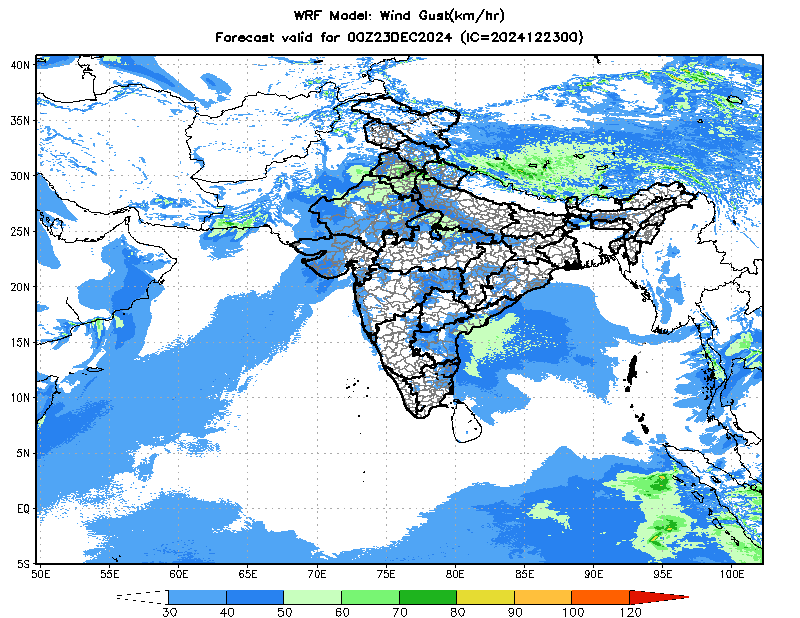 WRF Model: Wind Gust(km/hr)
Forecast valid for 00Z23DEC2024 (IC=2024122300)
40N
35N
30N
25N
20N
15N
10N
5N
EQ
5S
50E 55E 60E 65E 70E 75E 80E 85E 90E 95E 100E
30 40 50 60 70 80 90 100 120